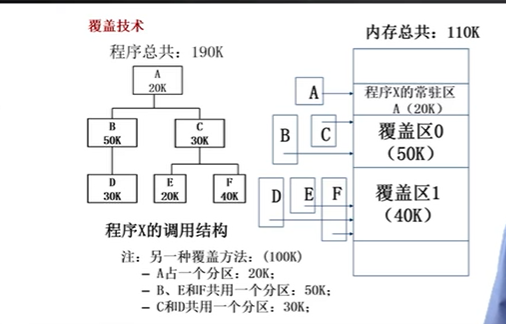 覆盖技术
程序总共：190K
A
20K
B
50K
C
30K
D
30K
E
20K
F
40K
程序X的调用结构
内存总共：110K
A
程序X的常驻区
A（20K）
B
C
覆盖区0
（50K）
D
E
F
覆盖区1
（40K）
注：另一种覆盖方法：(100K)
– A占一个分区：20K；
– B、E和F共用一个分区：50K；
– C和D共用一个分区：30K；